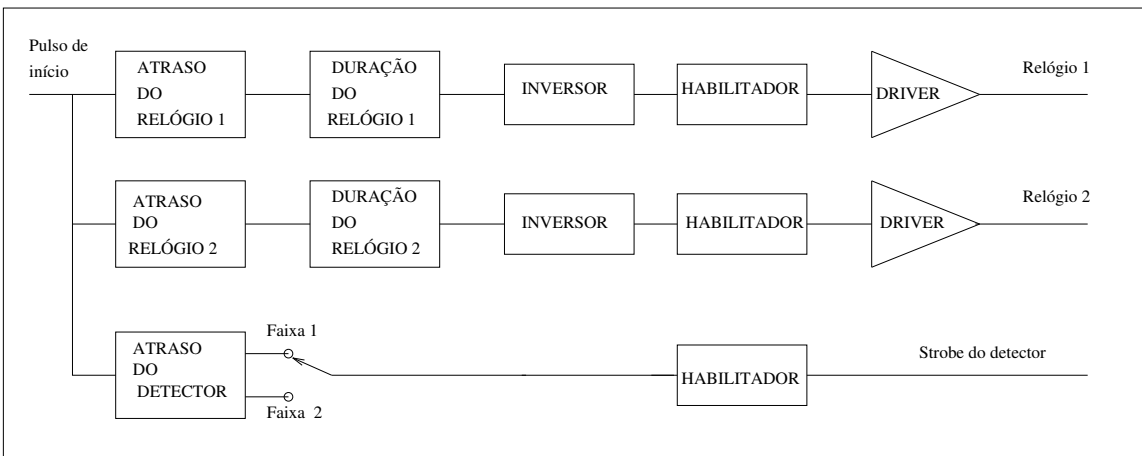 Pulso de
início
ATRASO
DO
RELÓGIO 1
DURAÇÃO
DO
RELÓGIO 1
INVERSOR
HABILITADOR
DRIVER
Relógio 1
ATRASO
DO
RELÓGIO 2
DURAÇÃO
DO
RELÓGIO 2
INVERSOR
HABILITADOR
DRIVER
Relógio 2
ATRASO
DO
DETECTOR
Faixa 1
Faixa 2
HABILITADOR
Strobe do detector